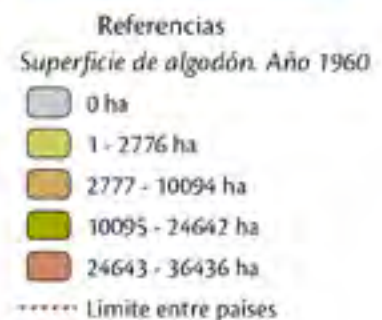 Referencias
Superficie de algodón. Año 1960
0 ha
1 - 2776 ha
2777 - 10094 ha
10095 - 24642 ha
24643 - 36436 ha
Limite entre países